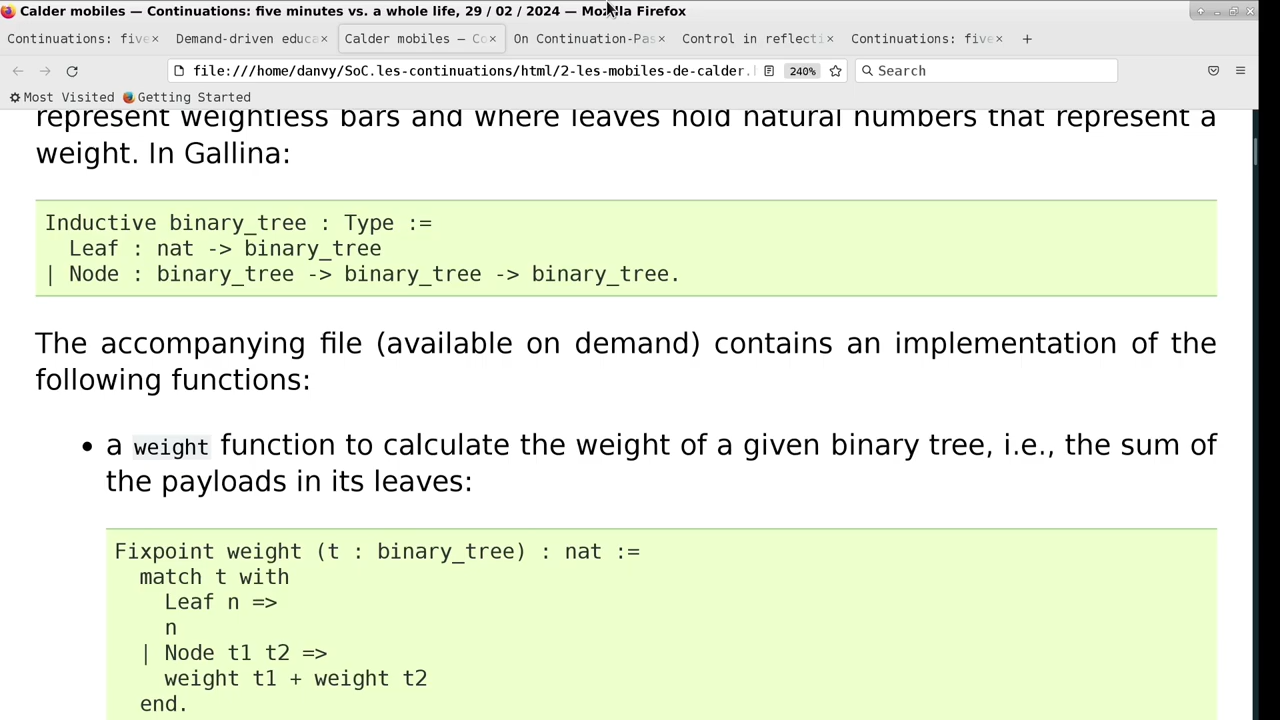 Calder mobiles — Continuations: five minutes vs. a whole life, 29 / 02 / 2024 — Mozilla Firefox
Continuations: five× Demand-driven educa× Calder mobiles — Co× On Continuation-Pas× Control in reflecti× Continuations: five× +
file:///home/danvy/SoC.les-continuations/html/2-les-mobiles-de-calder. 240% Search
Most Visited Getting Started
represent weightless bars and where leaves hold natural numbers that represent a
weight. In Gallina:
Inductive binary_tree : Type :=
Leaf : nat -> binary_tree
| Node : binary_tree -> binary_tree -> binary_tree.
The accompanying file (available on demand) contains an implementation of the
following functions:
• a weight function to calculate the weight of a given binary tree, i.e., the sum of
the payloads in its leaves:
Fixpoint weight (t : binary_tree) : nat :=
match t with
Leaf n =>
n
| Node t1 t2 =>
weight t1 + weight t2
end.